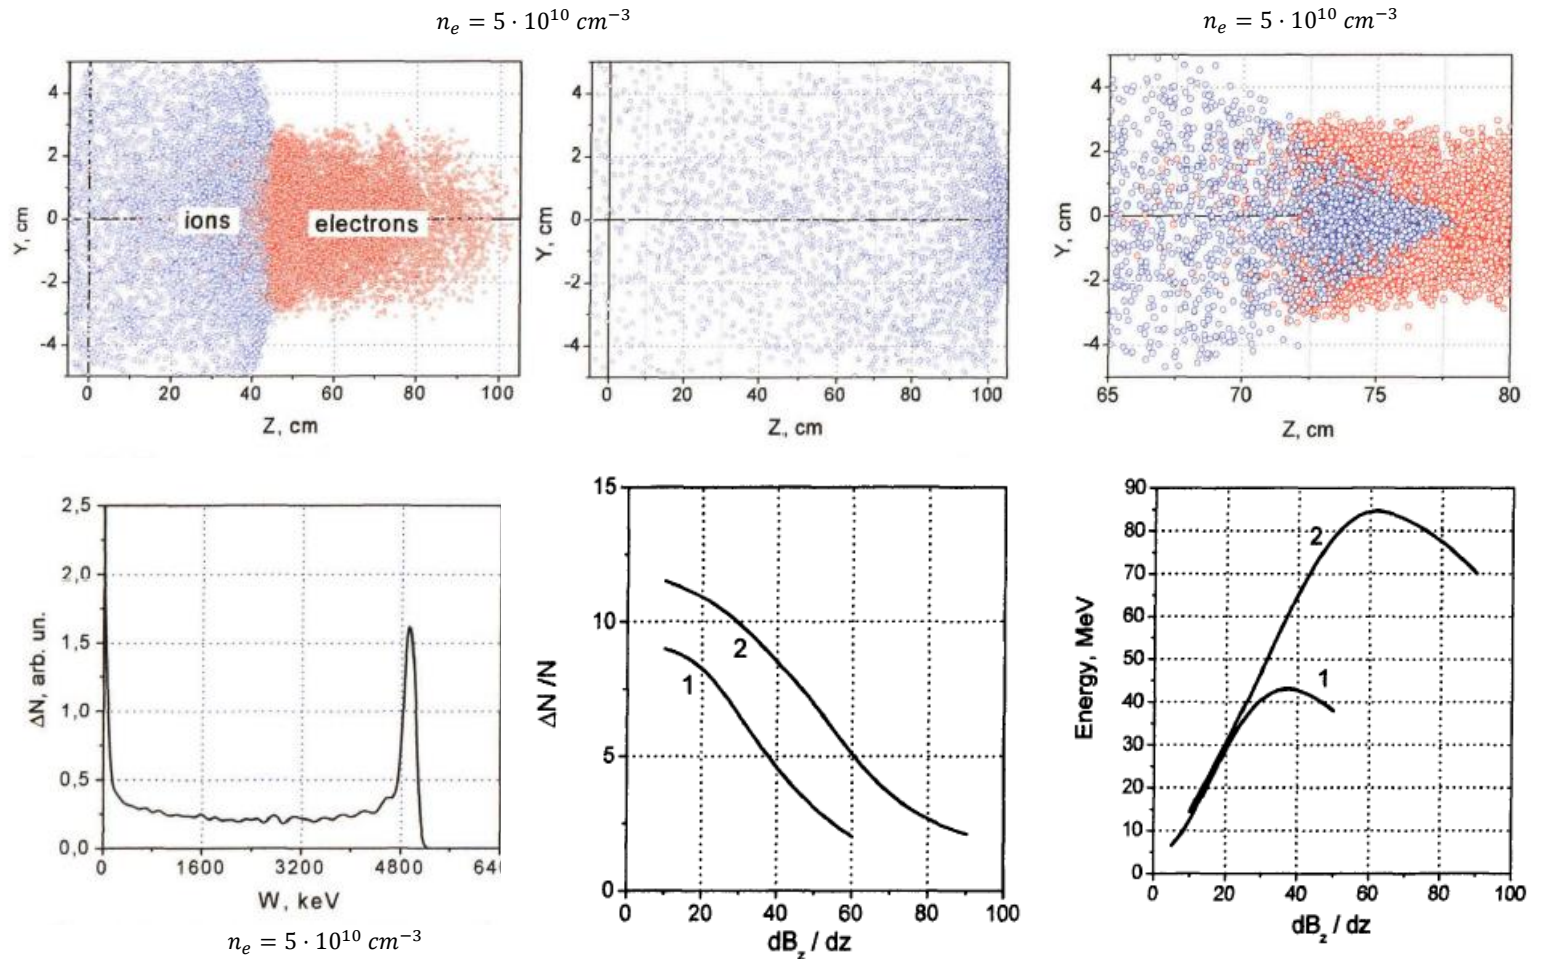 n_e = 5 · 10^10 cm^−3
n_e = 5 · 10^10 cm^−3
4
2
0
-2
-4
Y, cm
ions
electrons
0 20 40 60 80 100
Z, cm
4
2
0
-2
-4
Y, cm
0 20 40 60 80 100
Z, cm
4
2
0
-2
-4
Y, cm
65 70 75 80
Z, cm
2,5
2,0
1,5
1,0
0,5
0,0
ΔN, arb. un.
0 1600 3200 4800 640
W, keV
n_e = 5 · 10^10 cm^−3
15
10
5
0
ΔN /N
2
1
0 20 40 60 80 100
dB_z / dz
90
80
70
60
50
40
30
20
10
0
Energy, MeV
2
1
0 20 40 60 80 100
dB_z / dz